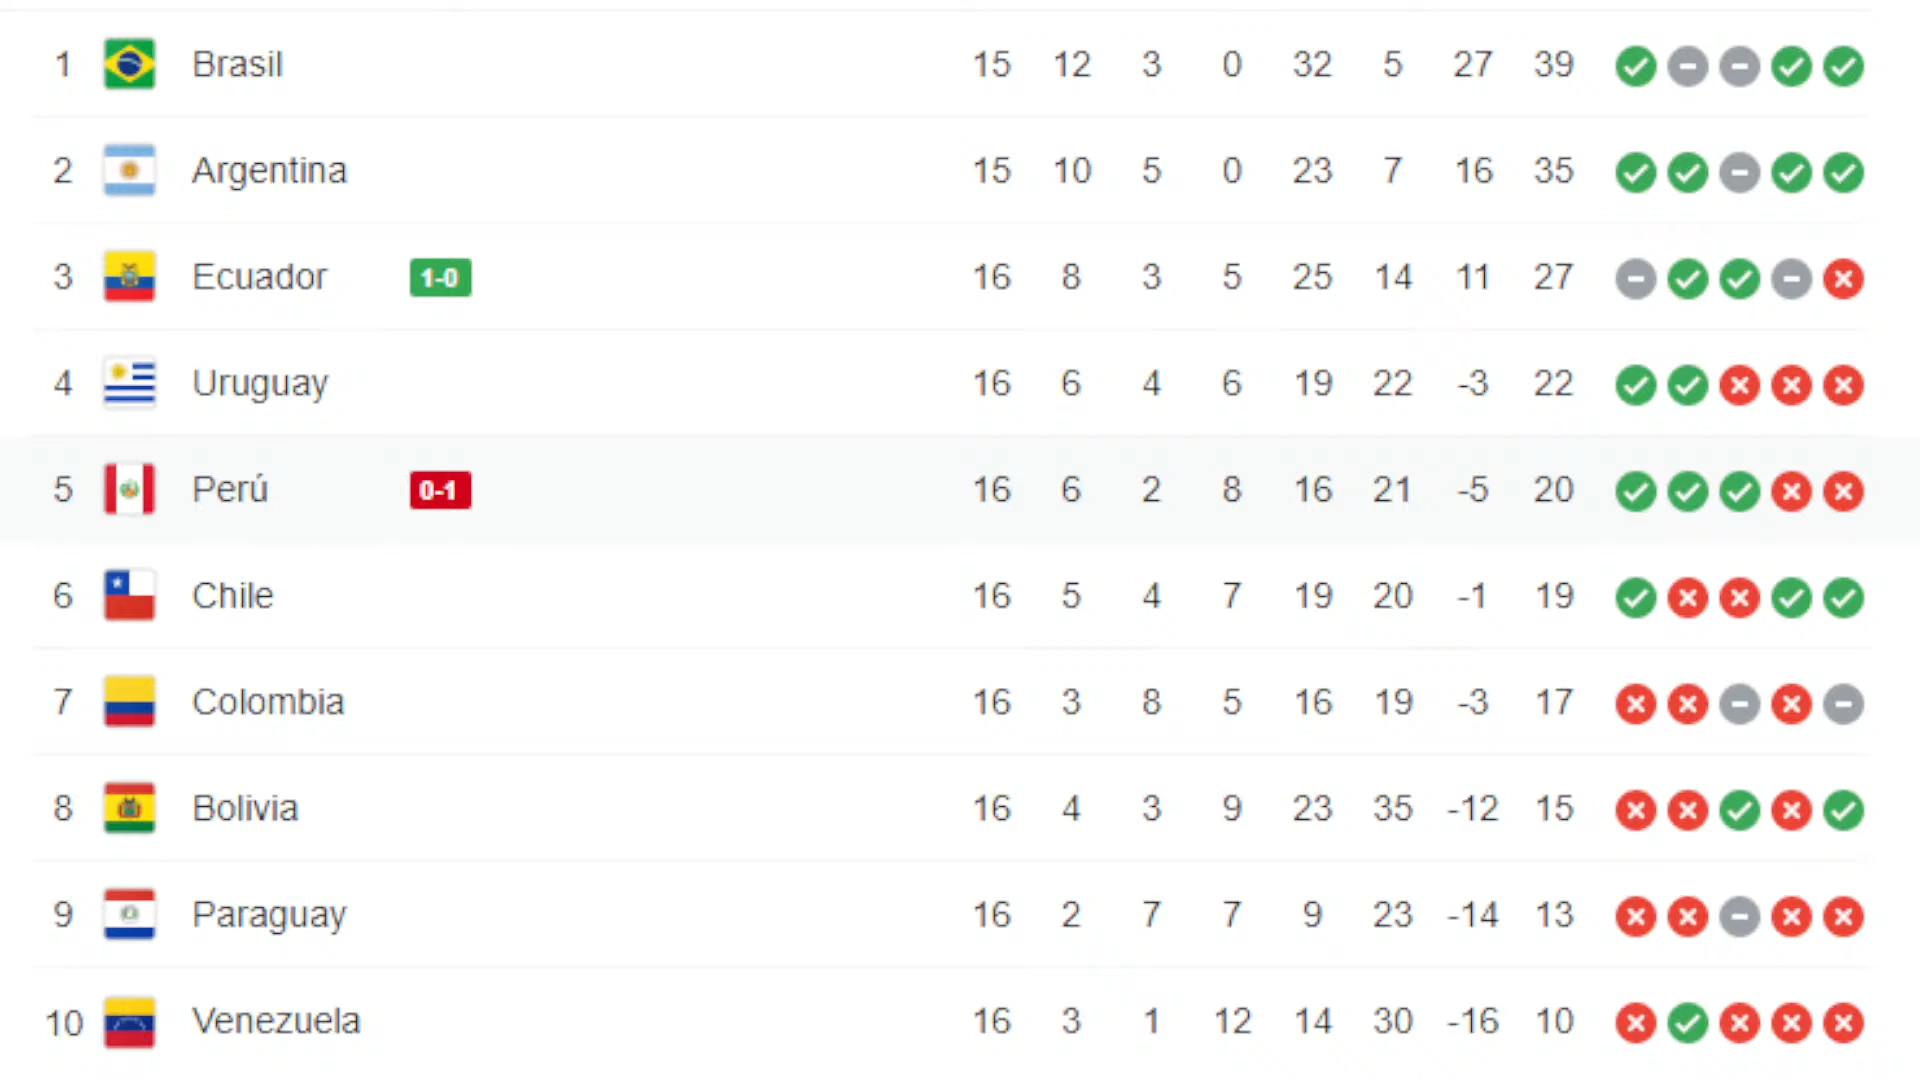 1 Brasil 15 12 3 0 32 5 27 39
2 Argentina 15 10 5 0 23 7 16 35
3 Ecuador 1-0 16 8 3 5 25 14 11 27
4 Uruguay 16 6 4 6 19 22 -3 22
5 Perú 0-1 16 6 2 8 16 21 -5 20
6 Chile 16 5 4 7 19 20 -1 19
7 Colombia 16 3 8 5 16 19 -3 17
8 Bolivia 16 4 3 9 23 35 -12 15
9 Paraguay 16 2 7 7 9 23 -14 13
10 Venezuela 16 3 1 12 14 30 -16 10